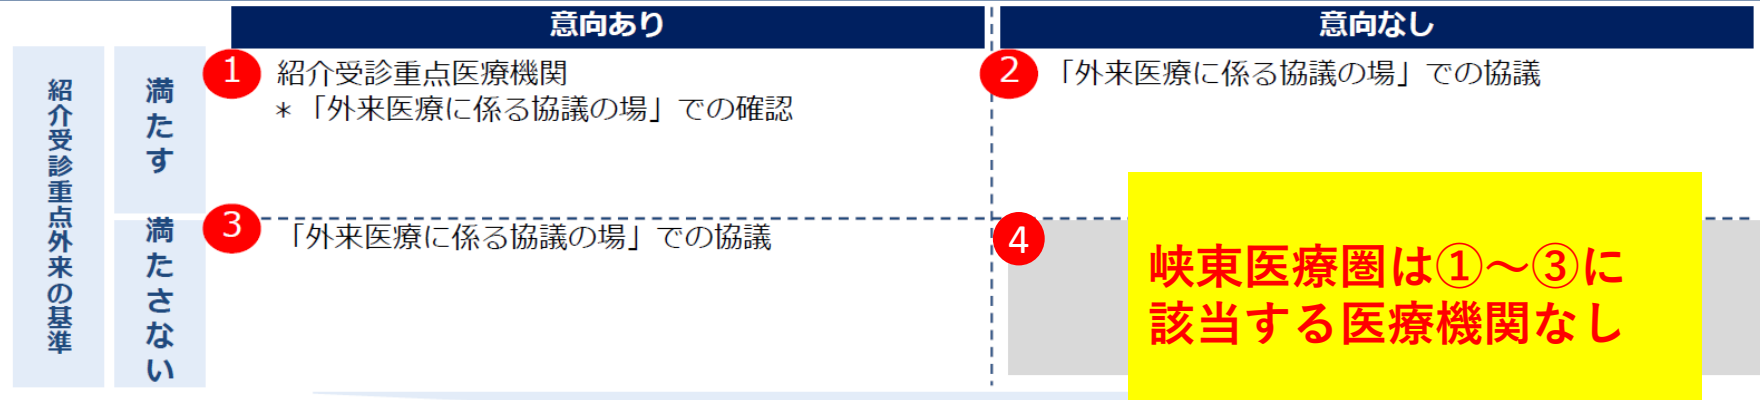 意向あり
意向なし
紹介受診重点外来の基準
満たす
1 紹介受診重点医療機関
＊「外来医療に係る協議の場」での確認
2 「外来医療に係る協議の場」での協議
満たさない
3 「外来医療に係る協議の場」での協議
4
峡東医療圏は①～③に
該当する医療機関なし